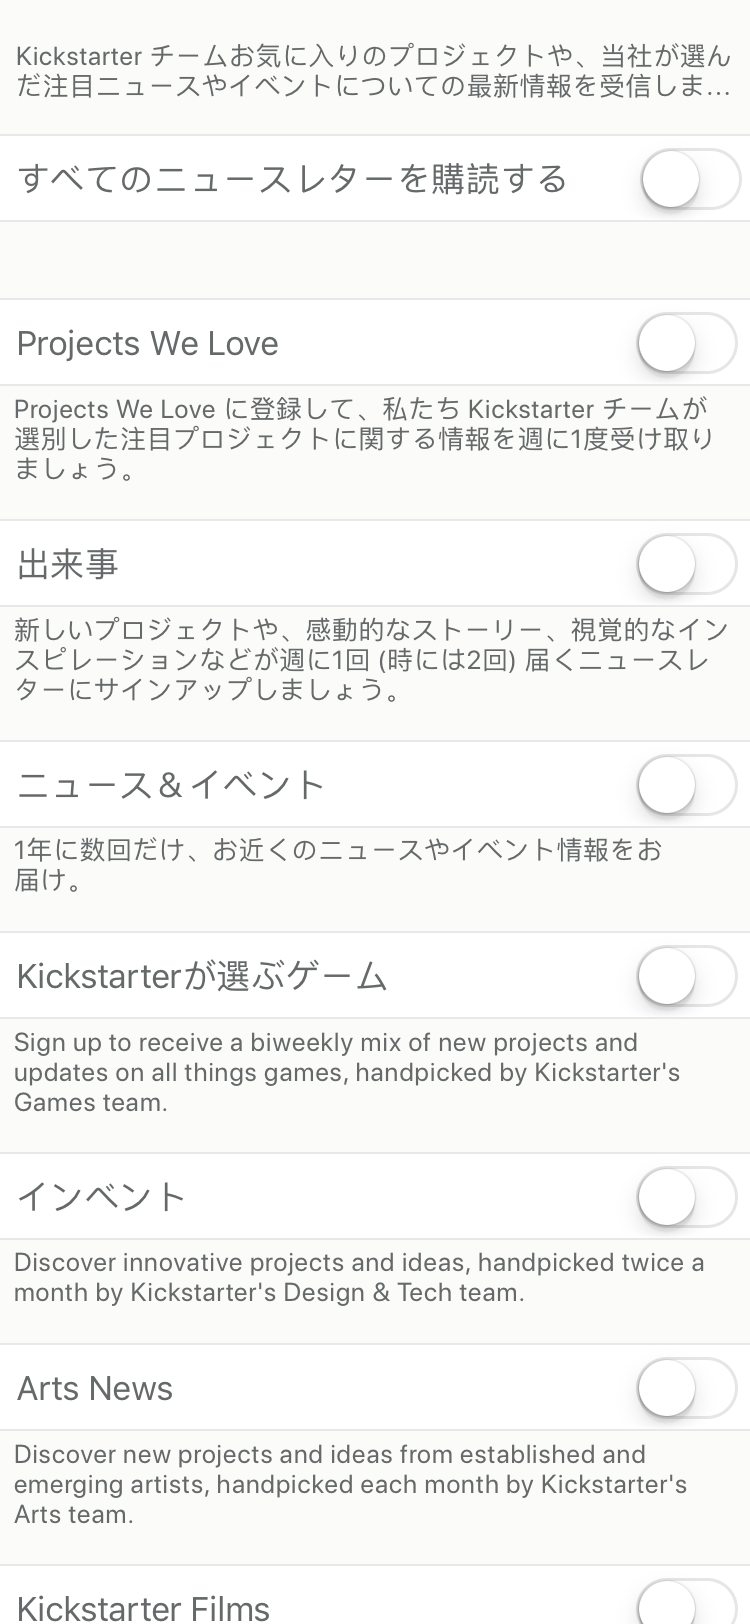 Kickstarter チームお気に入りのプロジェクトや、当社が選ん
だ注目ニュースやイベントについての最新情報を受信しま...
すべてのニュースレターを購読する
Projects We Love
Projects We Love に登録して、私たち Kickstarter チームが
選別した注目プロジェクトに関する情報を週に1度受け取り
ましょう。
出来事
新しいプロジェクトや、感動的なストーリー、視覚的なイン
スピレーションなどが週に1回 (時には2回) 届くニュースレ
ターにサインアップしましょう。
ニュース＆イベント
1年に数回だけ、お近くのニュースやイベント情報をお
届け。
Kickstarterが選ぶゲーム
Sign up to receive a biweekly mix of new projects and
updates on all things games, handpicked by Kickstarter's
Games team.
インベント
Discover innovative projects and ideas, handpicked twice a
month by Kickstarter's Design & Tech team.
Arts News
Discover new projects and ideas from established and
emerging artists, handpicked each month by Kickstarter's
Arts team.
Kickstarter Films